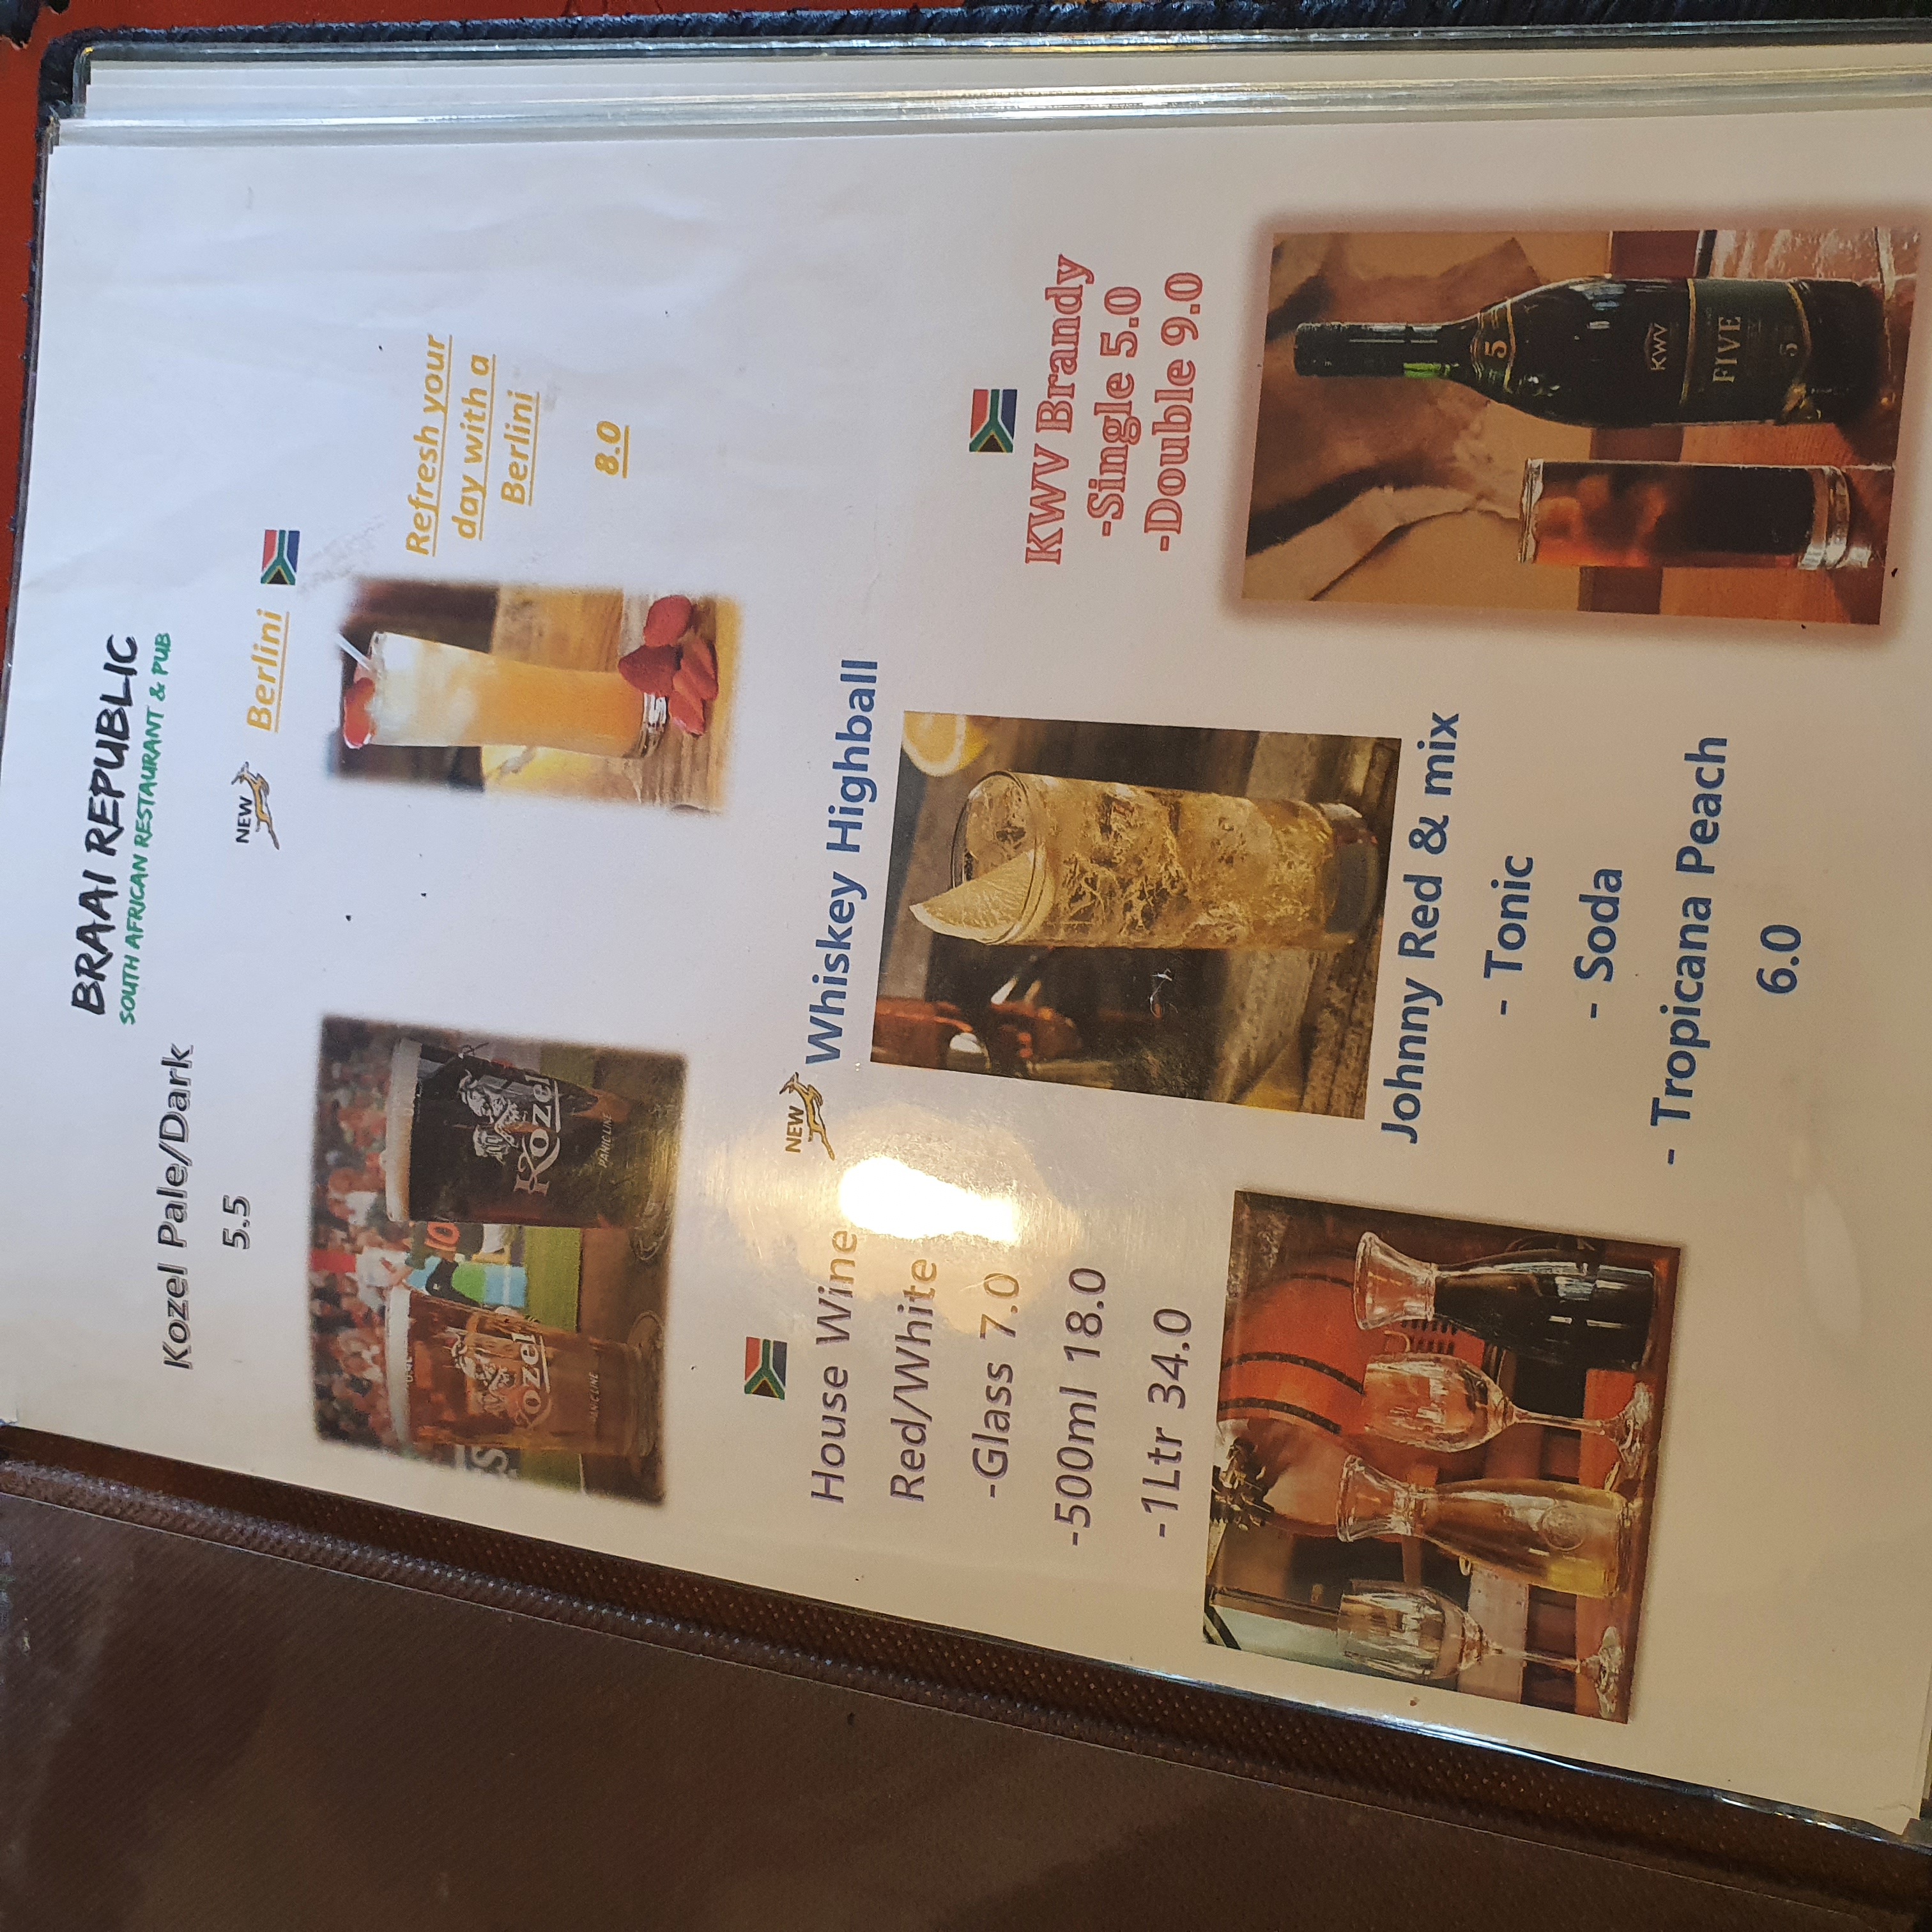 BRAAI REPUBLIC
SOUTH AFRICAN RESTAURANT & PUB
Kozel Pale/Dark
5.5
Kozel
Kozel
10
NEW
Berlini
Refresh your
day with a
Berlini
8.0
House Wine
Red/White
-Glass 7.0
-500ml 18.0
-1Ltr 34.0
NEW
Whiskey Highball
Johnny Red & mix
- Tonic
- Soda
- Tropicana Peach
6.0
KWV Brandy
-Single 5.0
-Double 9.0
5
KWV
FIVE
5